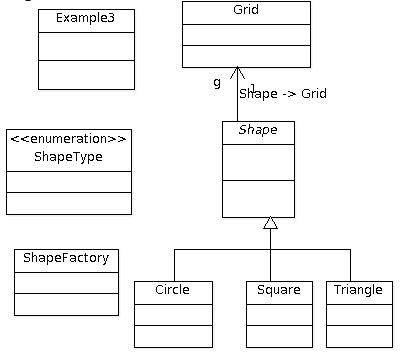 Example3
Grid
g
1
Shape -> Grid
<<enumeration>>
ShapeType
Shape
ShapeFactory
Circle
Square
Triangle